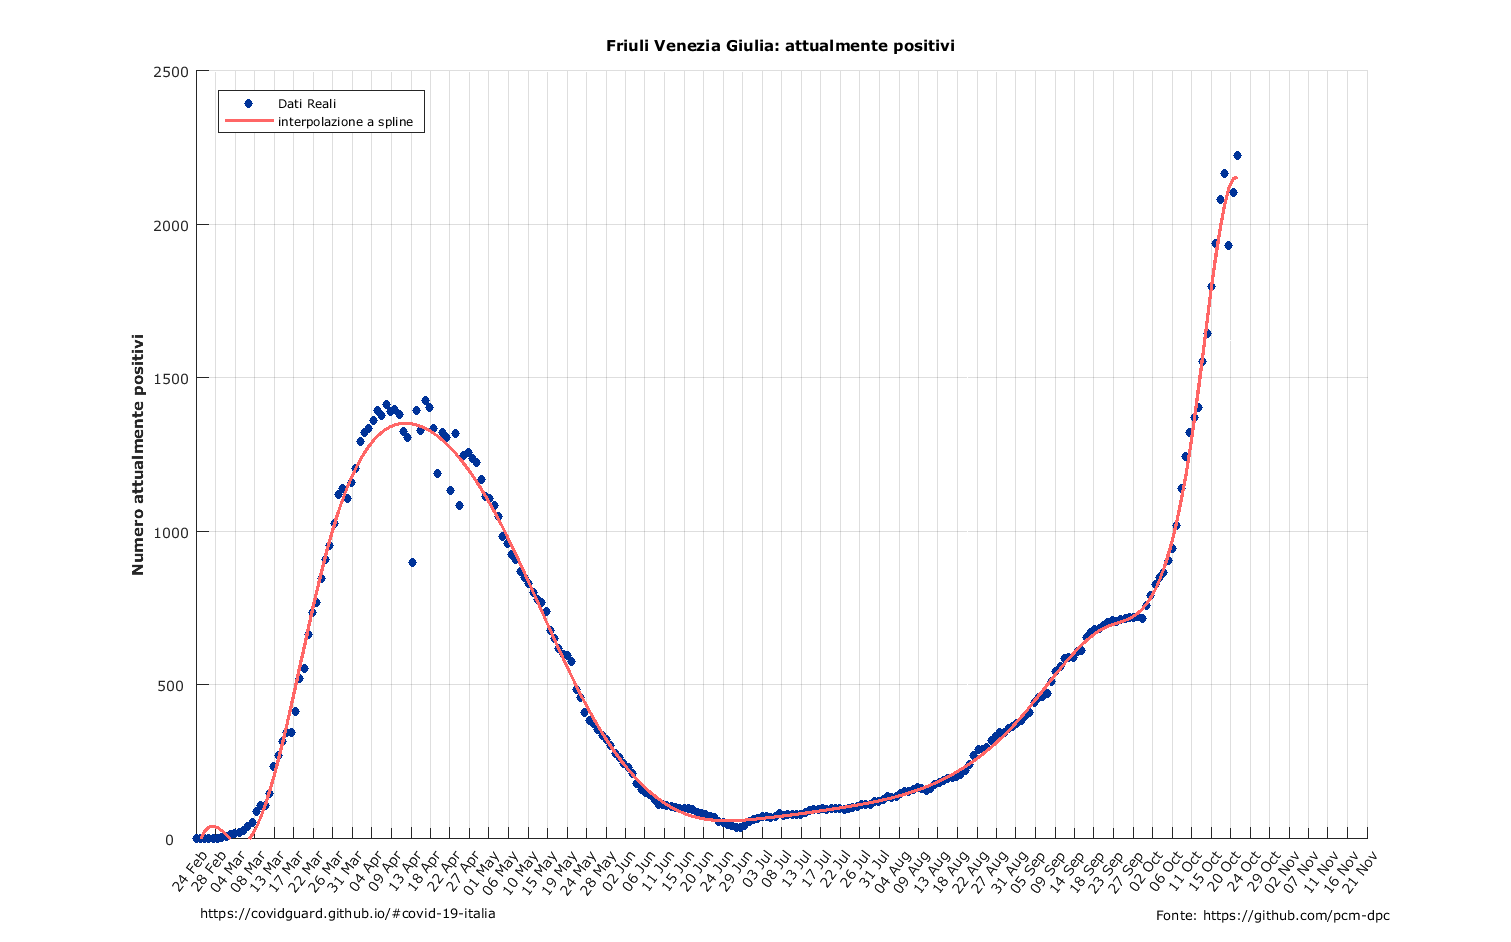 Friuli Venezia Giulia: attualmente positivi
Dati Reali
interpolazione a spline
Numero attualmente positivi
2500
2000
1500
1000
500
0
24 Feb
28 Feb
04 Mar
08 Mar
13 Mar
17 Mar
22 Mar
26 Mar
31 Mar
04 Apr
09 Apr
13 Apr
18 Apr
22 Apr
27 Apr
01 May
06 May
10 May
15 May
19 May
24 May
28 May
02 Jun
06 Jun
11 Jun
15 Jun
20 Jun
24 Jun
29 Jun
03 Jul
08 Jul
13 Jul
17 Jul
22 Jul
26 Jul
31 Jul
04 Aug
09 Aug
13 Aug
18 Aug
22 Aug
27 Aug
31 Aug
05 Sep
09 Sep
14 Sep
18 Sep
23 Sep
27 Sep
02 Oct
06 Oct
11 Oct
15 Oct
20 Oct
24 Oct
29 Oct
02 Nov
07 Nov
11 Nov
16 Nov
21 Nov
https://covidguard.github.io/#covid-19-italia
Fonte: https://github.com/pcm-dpc